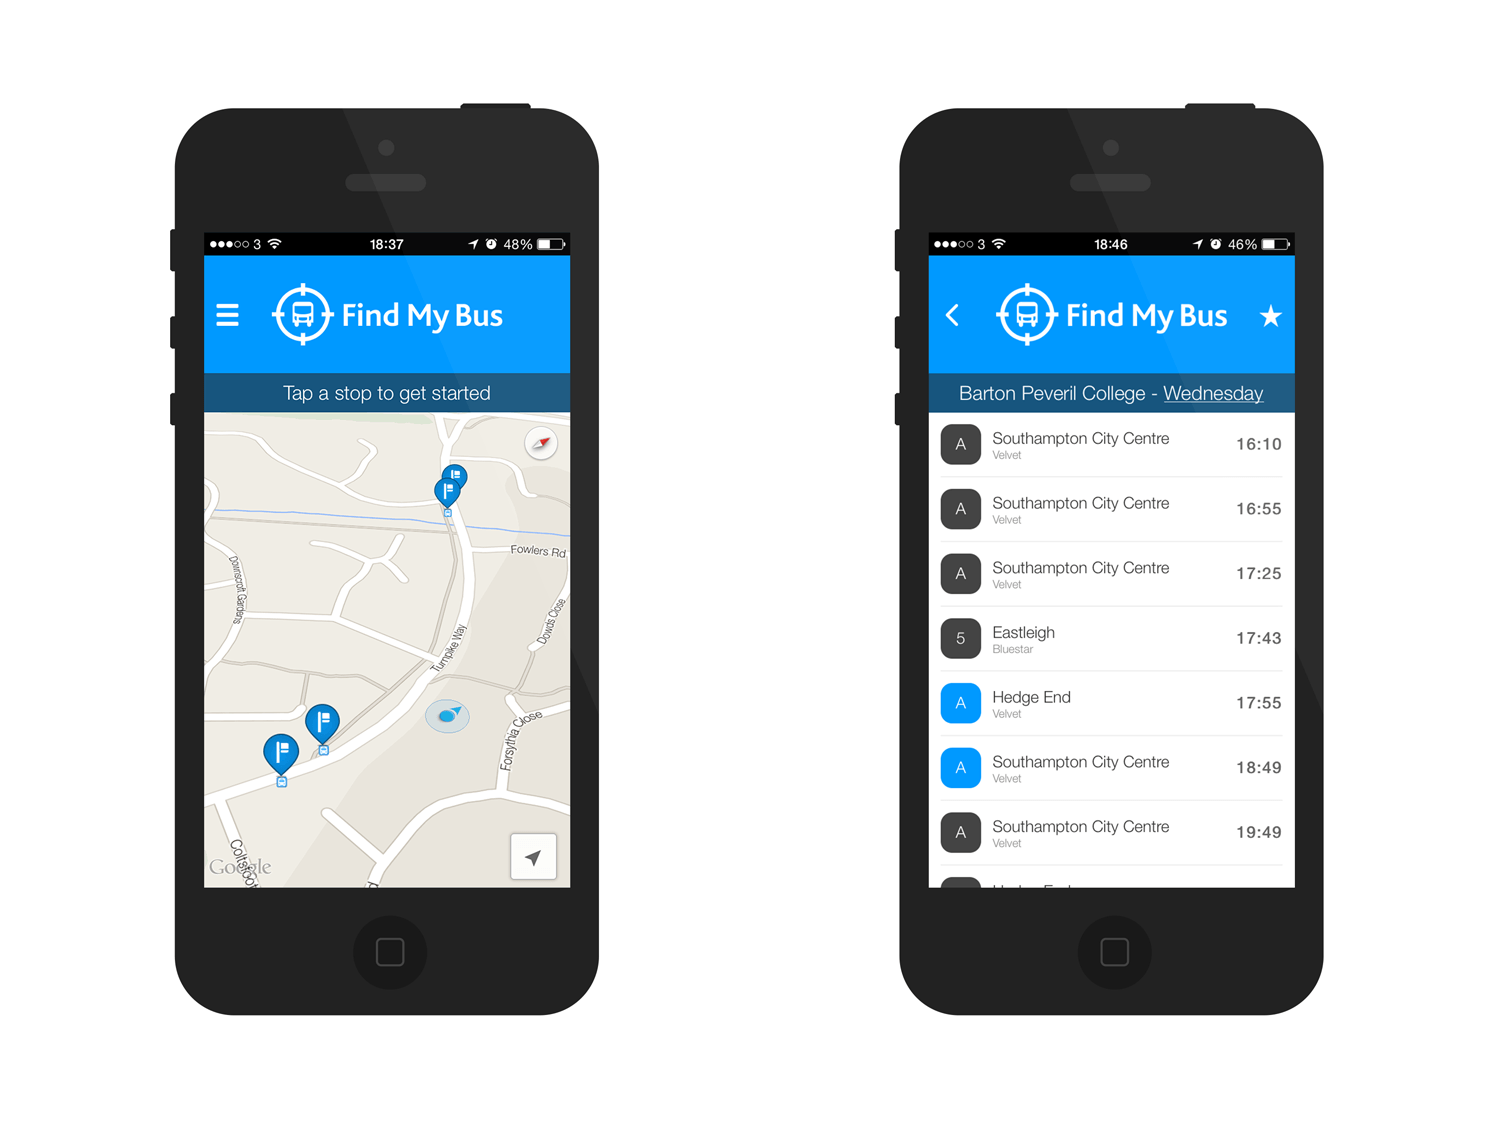 3 18:37 48%
Find My Bus
Tap a stop to get started
Fowlers Rd
Downscroft Gardens
Dowds Close
Turnpike Way
Forsythia Close
Coltsfoot
Google
3 18:46 46%
Find My Bus
Barton Peveril College - Wednesday
A Southampton City Centre 16:10
Velvet
A Southampton City Centre 16:55
Velvet
A Southampton City Centre 17:25
Velvet
5 Eastleigh 17:43
Bluestar
A Hedge End 17:55
Velvet
A Southampton City Centre 18:49
Velvet
A Southampton City Centre 19:49
Velvet